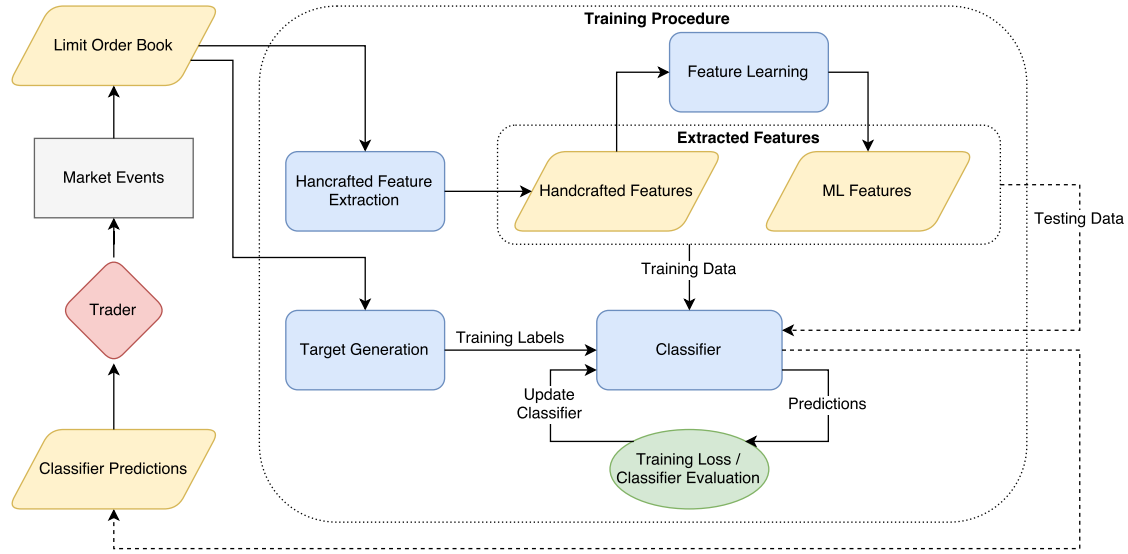 Training Procedure
Limit Order Book
Feature Learning
Extracted Features
Market Events
Hancrafted Feature
Extraction
Handcrafted Features
ML Features
Testing Data
Training Data
Trader
Target Generation
Training Labels
Classifier
Update
Classifier
Predictions
Classifier Predictions
Training Loss /
Classifier Evaluation